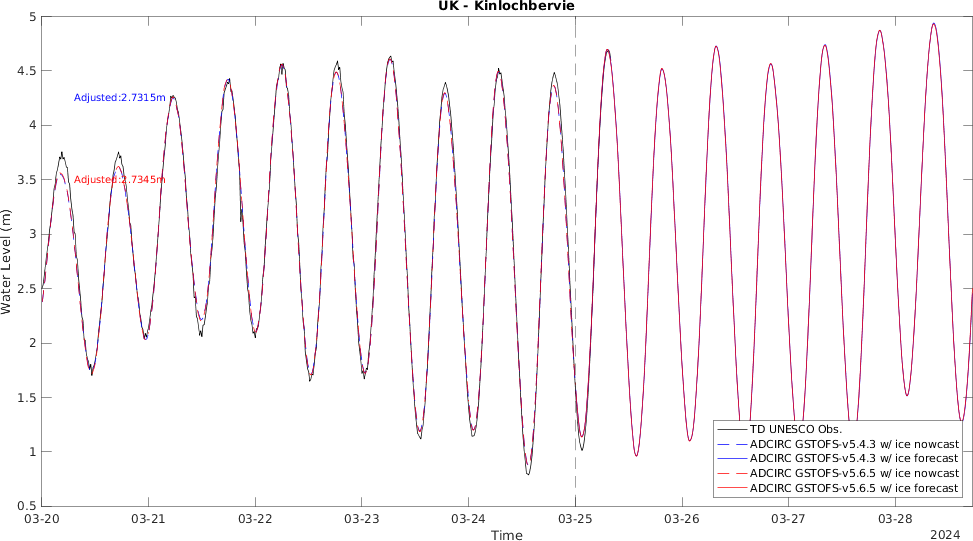 UK - Kinlochbervie
Water Level (m)
5
4.5
4
3.5
3
2.5
2
1.5
1
0.5
Adjusted:2.7315m
Adjusted:2.7345m
TD UNESCO Obs.
ADCIRC GSTOFS-v5.4.3 w/ ice nowcast
ADCIRC GSTOFS-v5.4.3 w/ ice forecast
ADCIRC GSTOFS-v5.6.5 w/ ice nowcast
ADCIRC GSTOFS-v5.6.5 w/ ice forecast
03-20 03-21 03-22 03-23 03-24 03-25 03-26 03-27 03-28
Time
2024